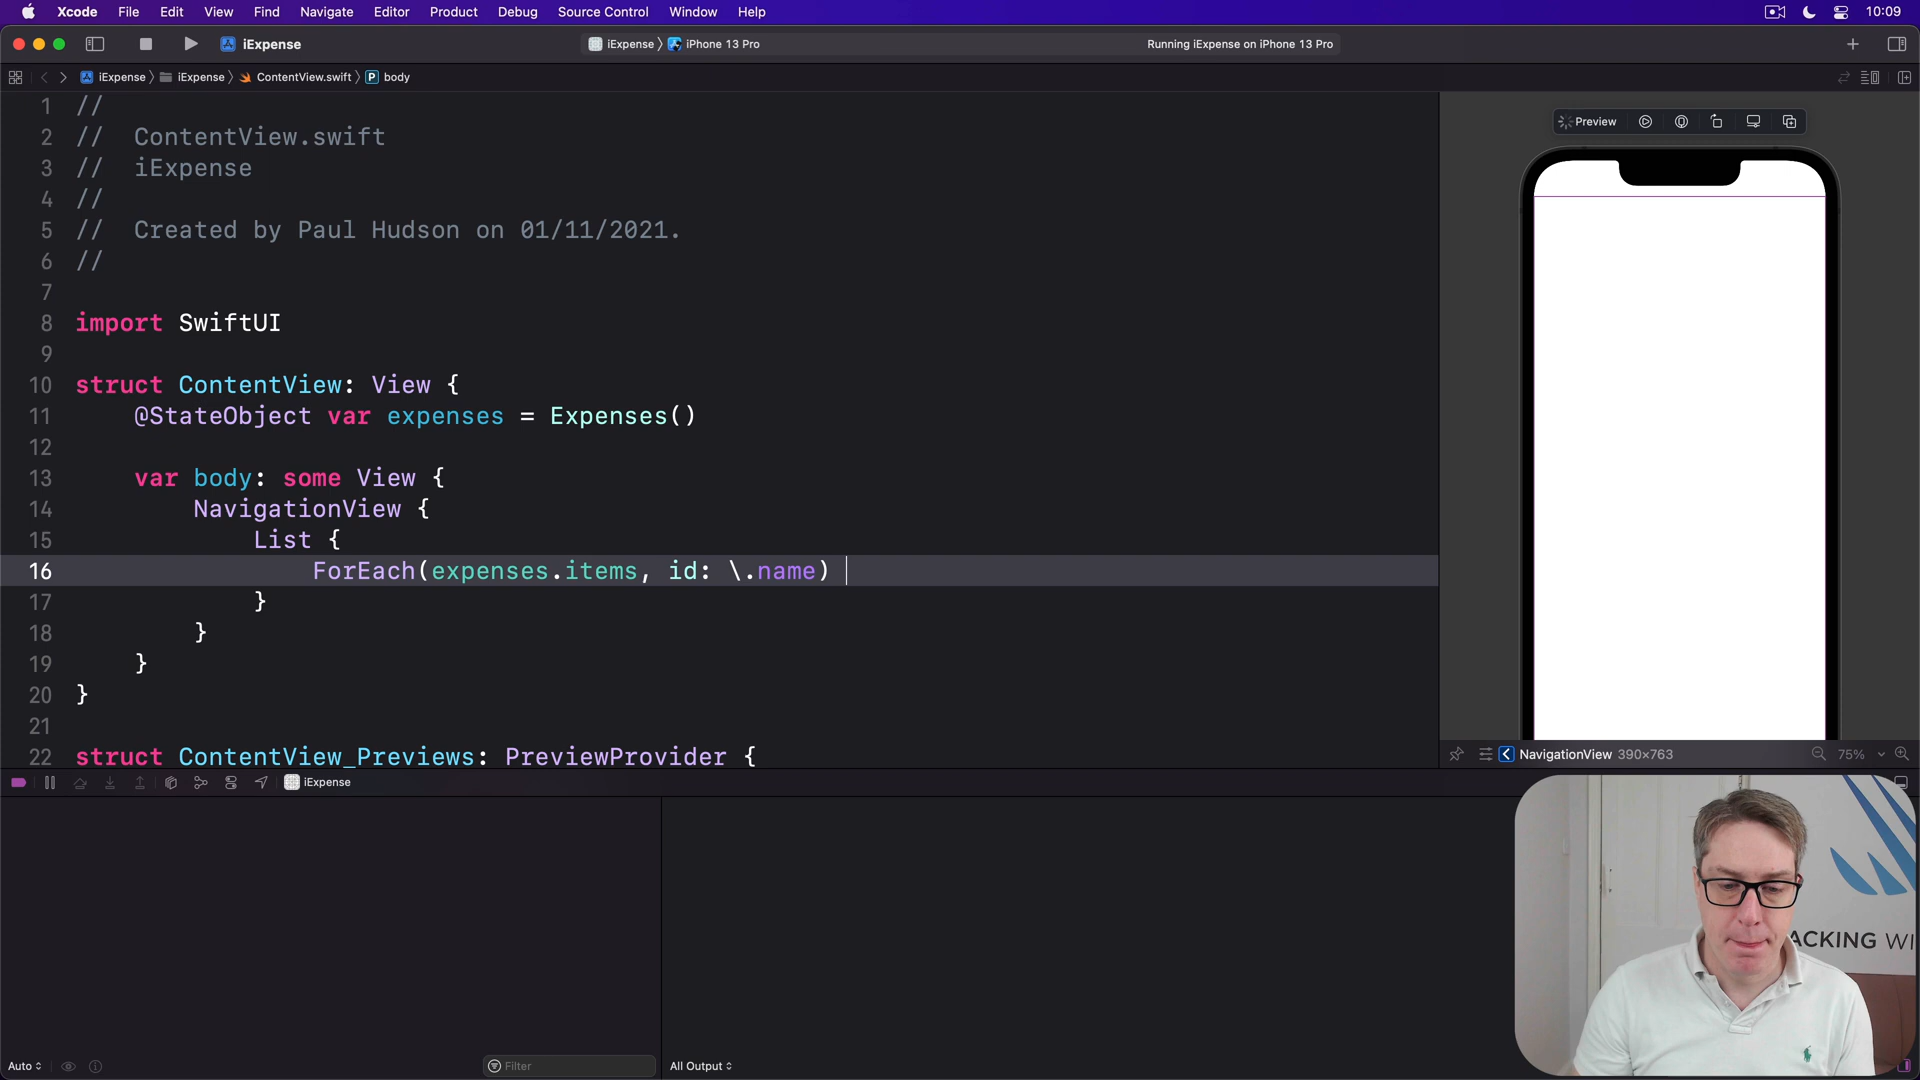 Xcode File Edit View Find Navigate Editor Product Debug Source Control Window Help 10:09
iExpense iExpense iPhone 13 Pro Running iExpense on iPhone 13 Pro
iExpense iExpense ContentView.swift P body
1 //
2 //  ContentView.swift
3 //  iExpense
4 //
5 //  Created by Paul Hudson on 01/11/2021.
6 //
7
8 import SwiftUI
9
10 struct ContentView: View {
11     @StateObject var expenses = Expenses()
12
13     var body: some View {
14         NavigationView {
15             List {
16                 ForEach(expenses.items, id: \.name)
17             }
18         }
19     }
20 }
21
22 struct ContentView_Previews: PreviewProvider {
Preview
NavigationView 390×763 75%
iExpense
ACKING WI
Auto Filter All Output